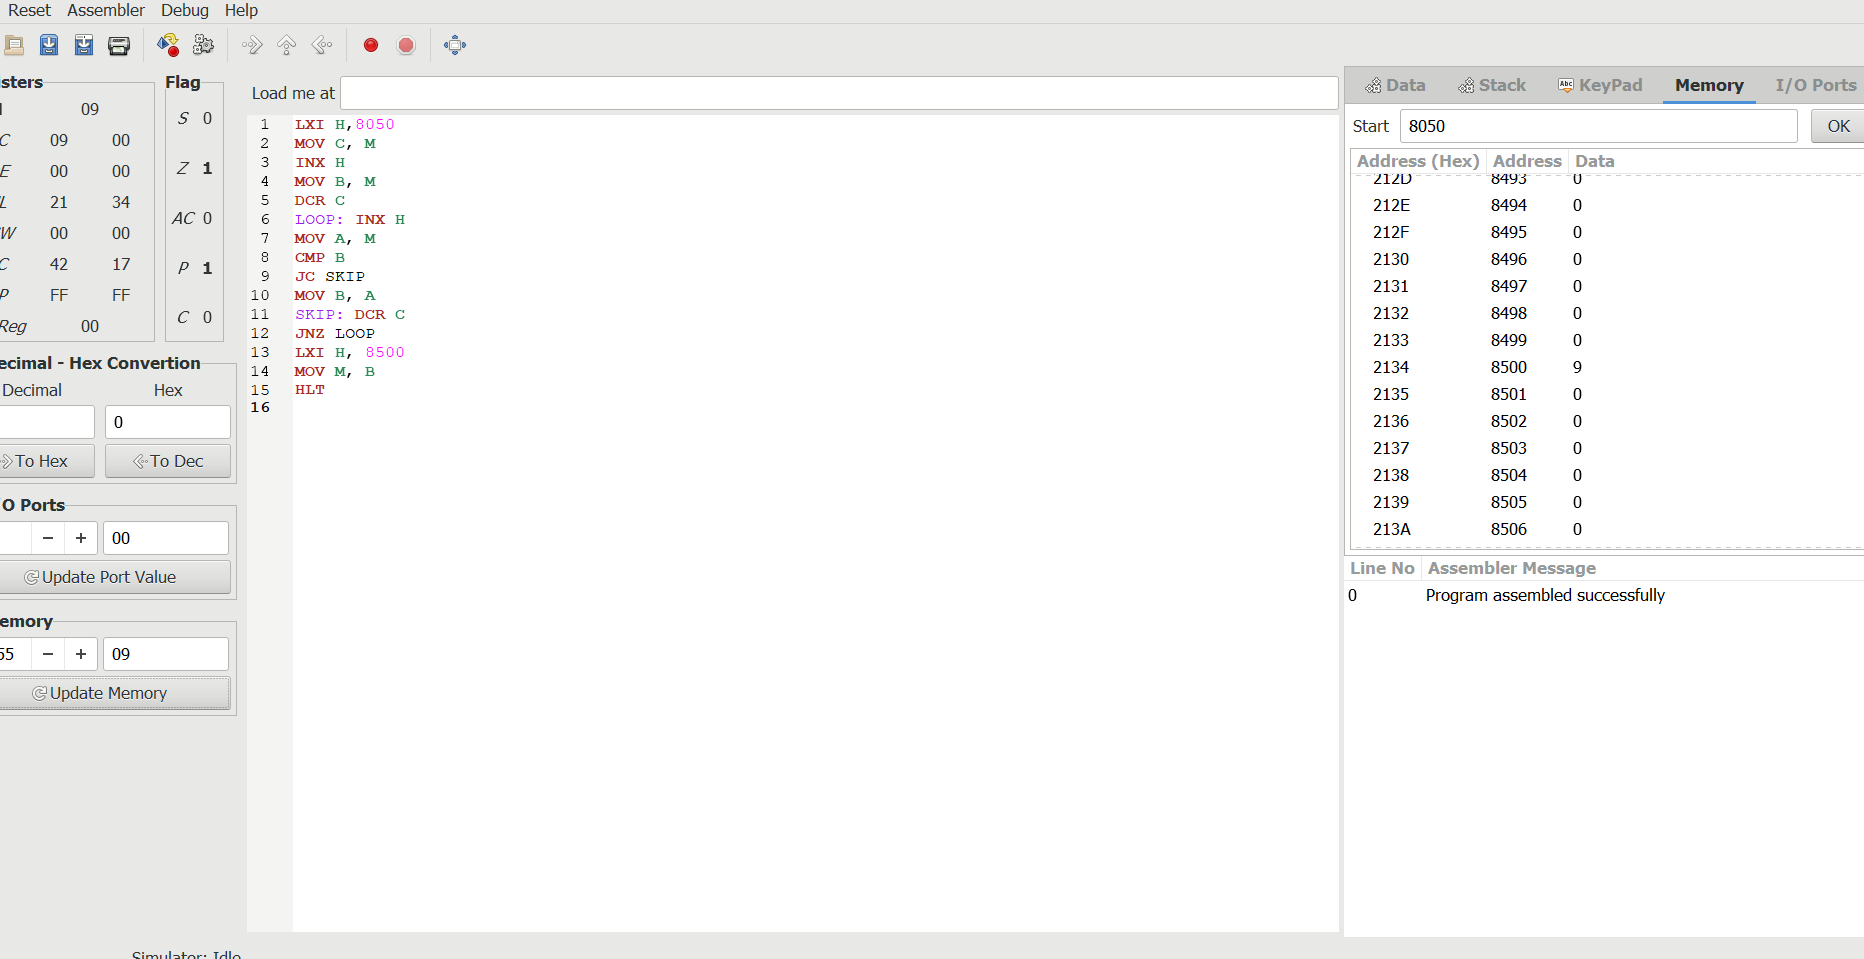 Reset Assembler Debug Help
sters
09
C 09 00
E 00 00
L 21 34
W 00 00
C 42 17
P FF FF
Reg 00
Flag
S 0
Z 1
AC 0
P 1
C 0
ecimal - Hex Convertion
Decimal Hex
0
To Hex To Dec
/O Ports
− + 00
Update Port Value
emory
55 − + 09
Update Memory
Load me at
1 LXI H,8050
2 MOV C, M
3 INX H
4 MOV B, M
5 DCR C
6 LOOP: INX H
7 MOV A, M
8 CMP B
9 JC SKIP
10 MOV B, A
11 SKIP: DCR C
12 JNZ LOOP
13 LXI H, 8500
14 MOV M, B
15 HLT
16
Data Stack Abc KeyPad Memory I/O Ports
Start 8050 OK
Address (Hex) Address Data
212D 8493 0
212E 8494 0
212F 8495 0
2130 8496 0
2131 8497 0
2132 8498 0
2133 8499 0
2134 8500 9
2135 8501 0
2136 8502 0
2137 8503 0
2138 8504 0
2139 8505 0
213A 8506 0
Line No Assembler Message
0 Program assembled successfully
Simulator: Idle